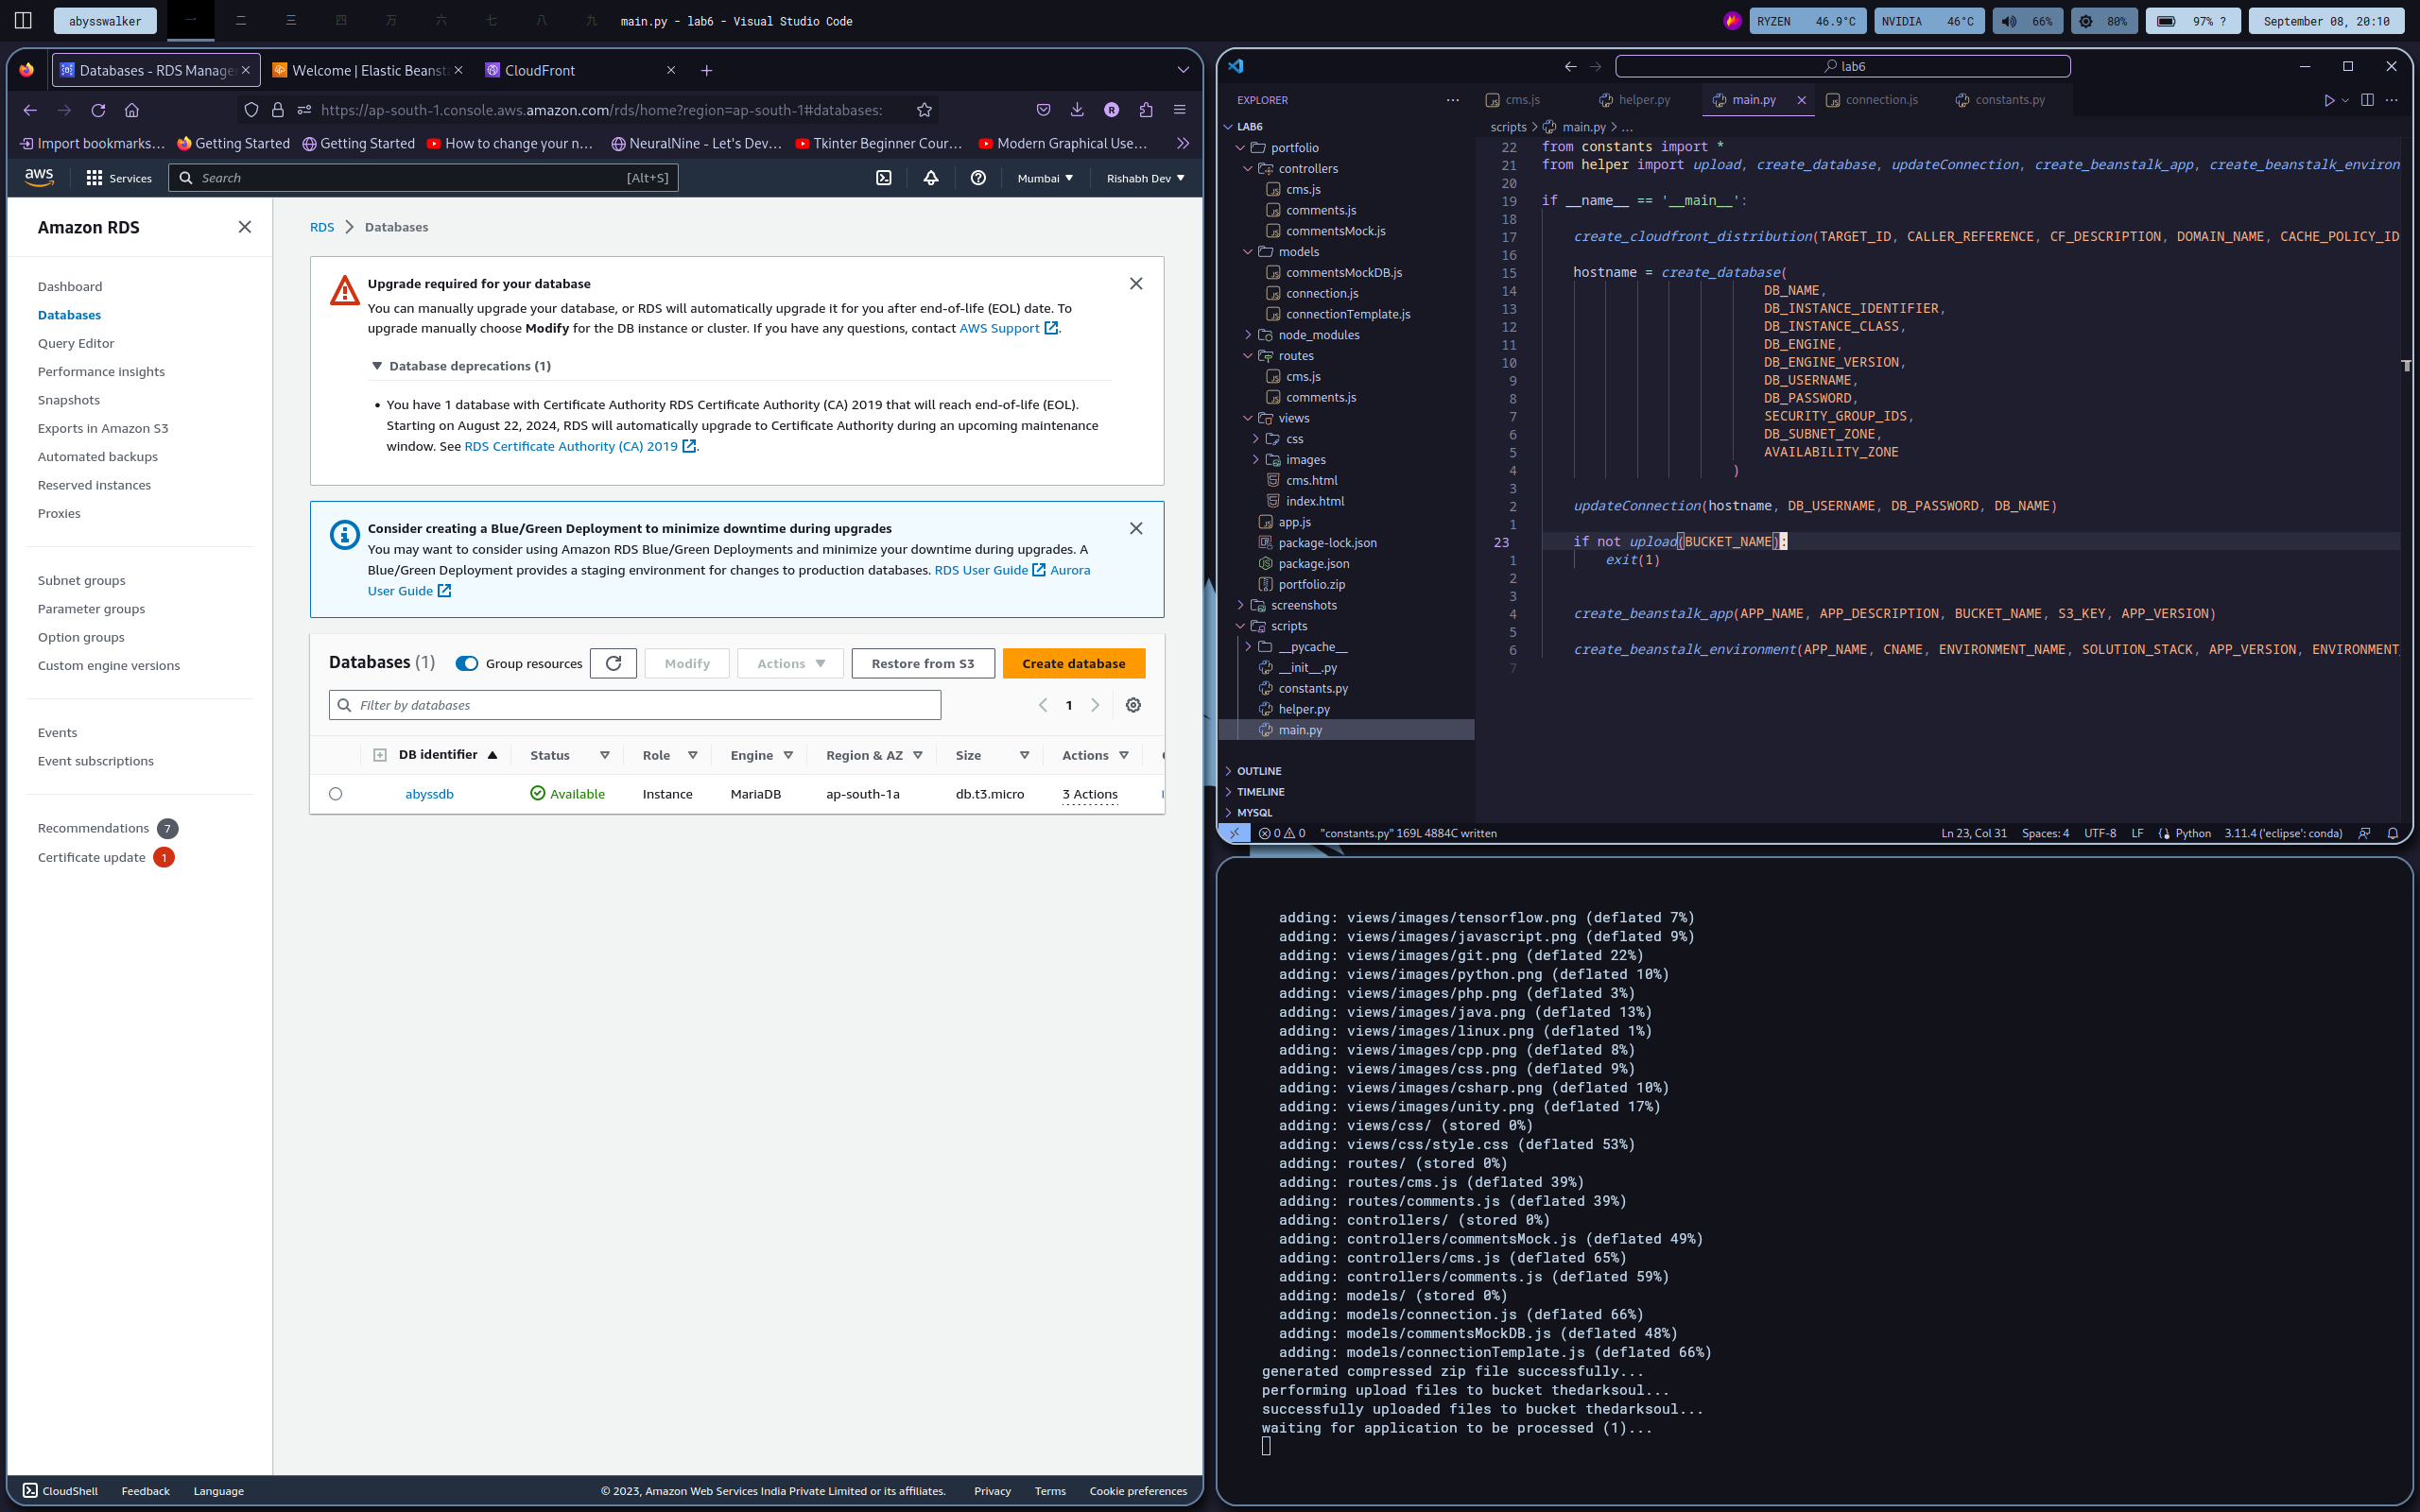 abysswalker
一 二 三 四 万 六 七 八 九
main.py - lab6 - Visual Studio Code
RYZEN 46.9°C
NVIDIA 46°C
66%
80%
97% ?
September 08, 20:10
Databases - RDS Manage
Welcome | Elastic Beansta
CloudFront
https://ap-south-1.console.aws.amazon.com/rds/home?region=ap-south-1#databases:
Import bookmarks...
Getting Started
Getting Started
How to change your n...
NeuralNine - Let's Dev...
Tkinter Beginner Cour...
Modern Graphical Use...
aws
Services
Search [Alt+S]
Mumbai
Rishabh Dev
Amazon RDS
Dashboard
Databases
Query Editor
Performance insights
Snapshots
Exports in Amazon S3
Automated backups
Reserved instances
Proxies
Subnet groups
Parameter groups
Option groups
Custom engine versions
Events
Event subscriptions
Recommendations 7
Certificate update 1
RDS > Databases
Upgrade required for your database
You can manually upgrade your database, or RDS will automatically upgrade it for you after end-of-life (EOL) date. To
upgrade manually choose Modify for the DB instance or cluster. If you have any questions, contact AWS Support.
Database deprecations (1)
• You have 1 database with Certificate Authority RDS Certificate Authority (CA) 2019 that will reach end-of-life (EOL).
Starting on August 22, 2024, RDS will automatically upgrade to Certificate Authority during an upcoming maintenance
window. See RDS Certificate Authority (CA) 2019.
Consider creating a Blue/Green Deployment to minimize downtime during upgrades
You may want to consider using Amazon RDS Blue/Green Deployments and minimize your downtime during upgrades. A
Blue/Green Deployment provides a staging environment for changes to production databases. RDS User Guide Aurora
User Guide
Databases (1)
Group resources
Modify
Actions
Restore from S3
Create database
Filter by databases
1
DB identifier Status Role Engine Region & AZ Size Actions
abyssdb Available Instance MariaDB ap-south-1a db.t3.micro 3 Actions
CloudShell Feedback Language
© 2023, Amazon Web Services India Private Limited or its affiliates.
Privacy Terms Cookie preferences
lab6
EXPLORER
LAB6
portfolio
controllers
cms.js
comments.js
commentsMock.js
models
commentsMockDB.js
connection.js
connectionTemplate.js
node_modules
routes
cms.js
comments.js
views
css
images
cms.html
index.html
app.js
package-lock.json
package.json
portfolio.zip
screenshots
scripts
__pycache__
__init__.py
constants.py
helper.py
main.py
OUTLINE
TIMELINE
MYSQL
cms.js helper.py main.py connection.js constants.py
scripts > main.py > ...
22 from constants import *
21 from helper import upload, create_database, updateConnection, create_beanstalk_app, create_beanstalk_environ
20
19 if __name__ == '__main__':
18
17 create_cloudfront_distribution(TARGET_ID, CALLER_REFERENCE, CF_DESCRIPTION, DOMAIN_NAME, CACHE_POLICY_ID
16
15 hostname = create_database(
14 DB_NAME,
13 DB_INSTANCE_IDENTIFIER,
12 DB_INSTANCE_CLASS,
11 DB_ENGINE,
10 DB_ENGINE_VERSION,
9 DB_USERNAME,
8 DB_PASSWORD,
7 SECURITY_GROUP_IDS,
6 DB_SUBNET_ZONE,
5 AVAILABILITY_ZONE
4 )
3
2 updateConnection(hostname, DB_USERNAME, DB_PASSWORD, DB_NAME)
1
23 if not upload(BUCKET_NAME):
1 exit(1)
2
3
4 create_beanstalk_app(APP_NAME, APP_DESCRIPTION, BUCKET_NAME, S3_KEY, APP_VERSION)
5
6 create_beanstalk_environment(APP_NAME, CNAME, ENVIRONMENT_NAME, SOLUTION_STACK, APP_VERSION, ENVIRONMENT_
7
0 0 "constants.py" 169L 4884C written
Ln 23, Col 31 Spaces: 4 UTF-8 LF Python 3.11.4 ('eclipse': conda)
adding: views/images/tensorflow.png (deflated 7%)
adding: views/images/javascript.png (deflated 9%)
adding: views/images/git.png (deflated 22%)
adding: views/images/python.png (deflated 10%)
adding: views/images/php.png (deflated 3%)
adding: views/images/java.png (deflated 13%)
adding: views/images/linux.png (deflated 1%)
adding: views/images/cpp.png (deflated 8%)
adding: views/images/css.png (deflated 9%)
adding: views/images/csharp.png (deflated 10%)
adding: views/images/unity.png (deflated 17%)
adding: views/css/ (stored 0%)
adding: views/css/style.css (deflated 53%)
adding: routes/ (stored 0%)
adding: routes/cms.js (deflated 39%)
adding: routes/comments.js (deflated 39%)
adding: controllers/ (stored 0%)
adding: controllers/commentsMock.js (deflated 49%)
adding: controllers/cms.js (deflated 65%)
adding: controllers/comments.js (deflated 59%)
adding: models/ (stored 0%)
adding: models/connection.js (deflated 66%)
adding: models/commentsMockDB.js (deflated 48%)
adding: models/connectionTemplate.js (deflated 66%)
generated compressed zip file successfully...
performing upload files to bucket thedarksoul...
successfully uploaded files to bucket thedarksoul...
waiting for application to be processed (1)...